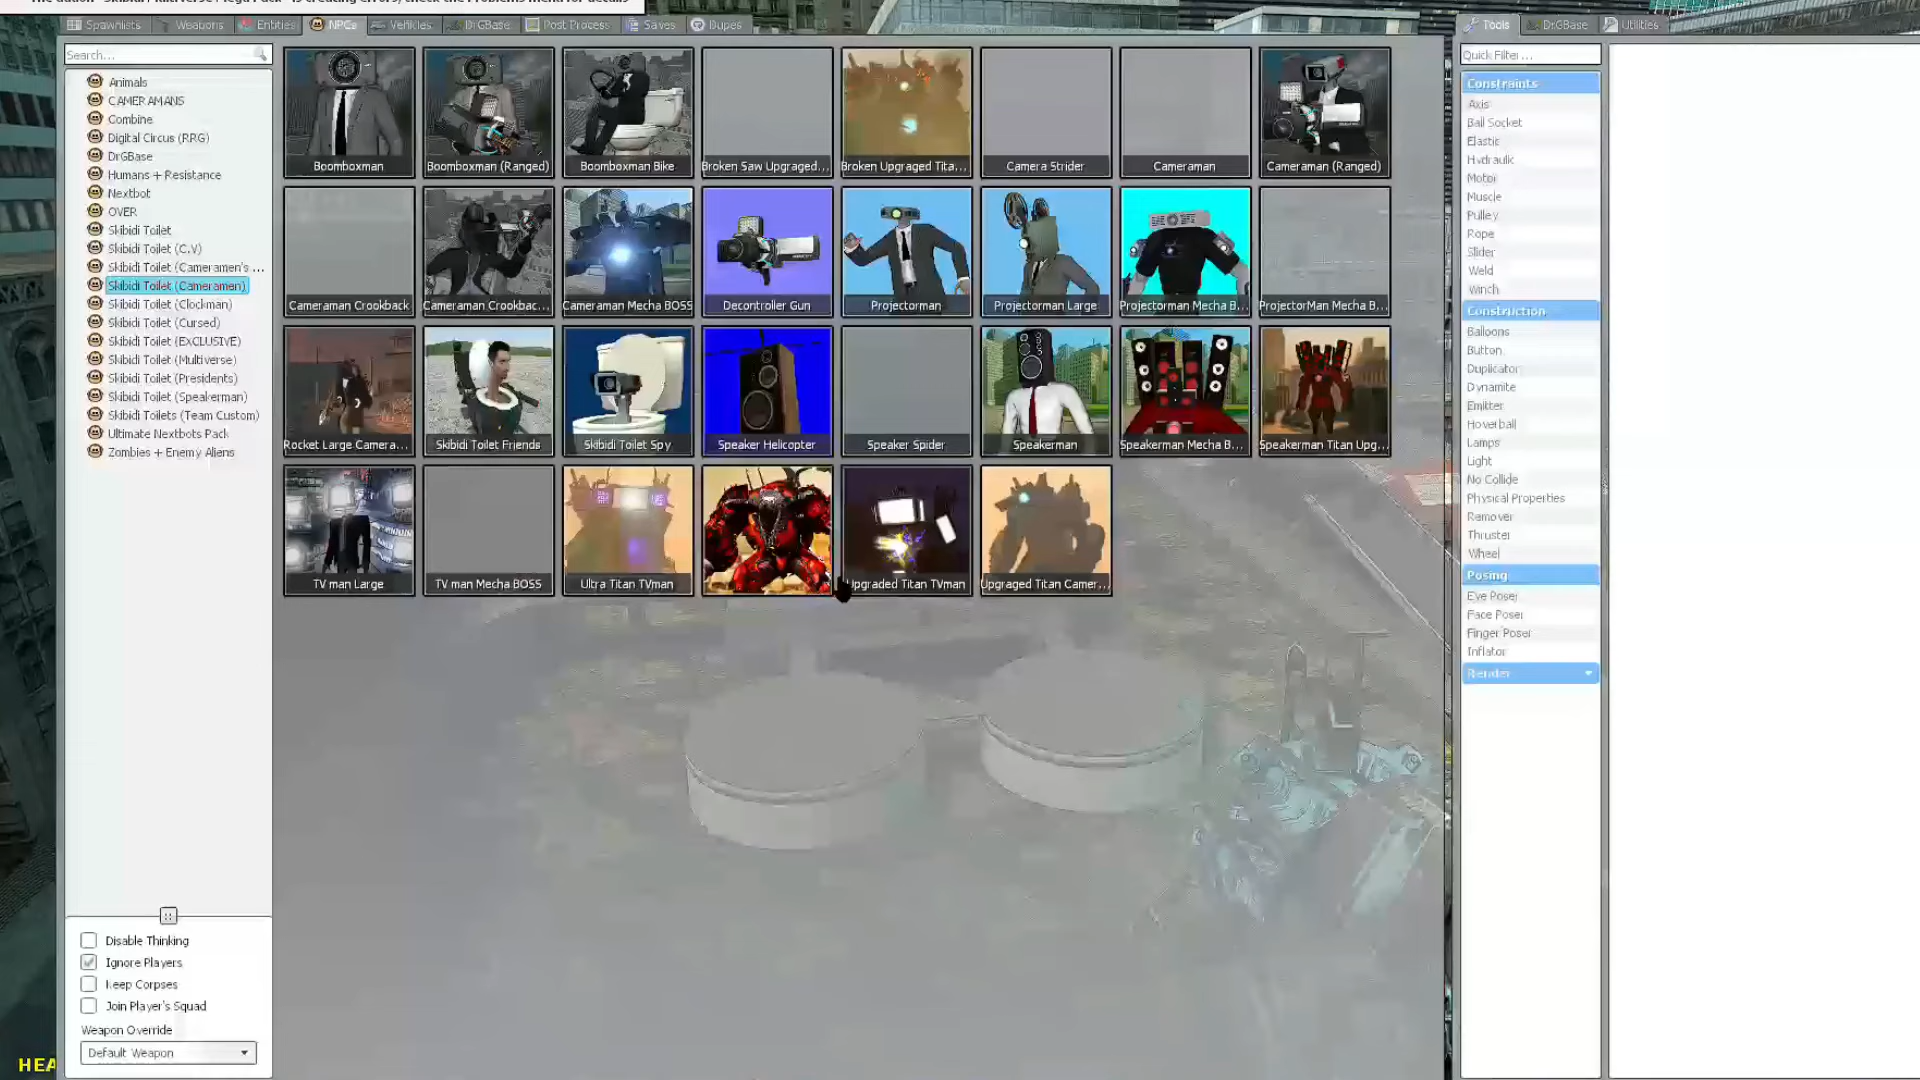 Spawnlists
Weapons
Entities
NPCs
Vehicles
DrGBase
Post Process
Saves
Dupes
Tools
DrGBase
Utilities
Search...
Animals
CAMERAMANS
Combine
Digital Circus (RRG)
DrGBase
Humans + Resistance
Nextbot
OVER
Skibidi Toilet
Skibidi Toilet (C.V)
Skibidi Toilet (Cameramen's ...
Skibidi Toilet (Cameramen)
Skibidi Toilet (Clockman)
Skibidi Toilet (Cursed)
Skibidi Toilet (EXCLUSIVE)
Skibidi Toilet (Multiverse)
Skibidi Toilet (Presidents)
Skibidi Toilet (Speakerman)
Skibidi Toilets (Team Custom)
Ultimate Nextbots Pack
Zombies + Enemy Aliens
Disable Thinking
Ignore Players
Keep Corpses
Join Player's Squad
Weapon Override
Default Weapon
HEA
Boomboxman
Boomboxman (Ranged)
Boomboxman Bike
Broken Saw Upgraged...
Broken Upgraged Tita...
Camera Strider
Cameraman
Cameraman (Ranged)
Cameraman Crookback
Cameraman Crookbac...
Cameraman Mecha BOSS
Decontroller Gun
Projectorman
Projectorman Large
Projectorman Mecha B...
ProjectorMan Mecha B...
Rocket Large Camera...
Skibidi Toilet Friends
Skibidi Toilet Spy
Speaker Helicopter
Speaker Spider
Speakerman
Speakerman Mecha B...
Speakerman Titan Upg...
TV man Large
TV man Mecha BOSS
Ultra Titan TVman
Upgraded Titan TVman
Upgraged Titan Camer...
Quick Filter...
Constraints
Axis
Ball Socket
Elastic
Hydraulic
Motor
Muscle
Pulley
Rope
Slider
Weld
Winch
Construction
Balloons
Button
Duplicator
Dynamite
Emitter
Hoverball
Lamps
Light
No Collide
Physical Properties
Remover
Thruster
Wheel
Posing
Eye Poser
Face Poser
Finger Poser
Inflator
Render